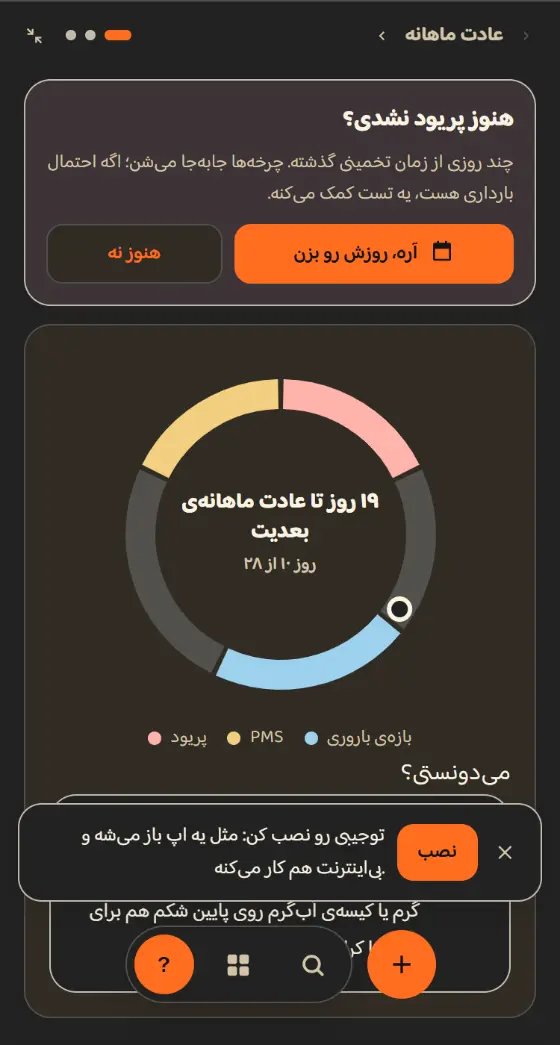 عادت ماهانه
هنوز پریود نشدی؟
چند روزی از زمان تخمینی گذشته. چرخه‌ها جابه‌جا می‌شن؛ اگه احتمال
بارداری هست، یه تست کمک می‌کنه.
آره، روزش رو بزن
هنوز نه
۱۹ روز تا عادت ماهانه‌ی
بعدیت
روز ۱۰ از ۲۸
بازه‌ی باروری
PMS
پریود
می‌دونستی؟
توجیبی رو نصب کن: مثل یه اپ باز می‌شه و
بی‌اینترنت هم کار می‌کنه.
نصب
گرم یا کیسه‌ی آب‌گرم روی پایین شکم هم برای
?
+